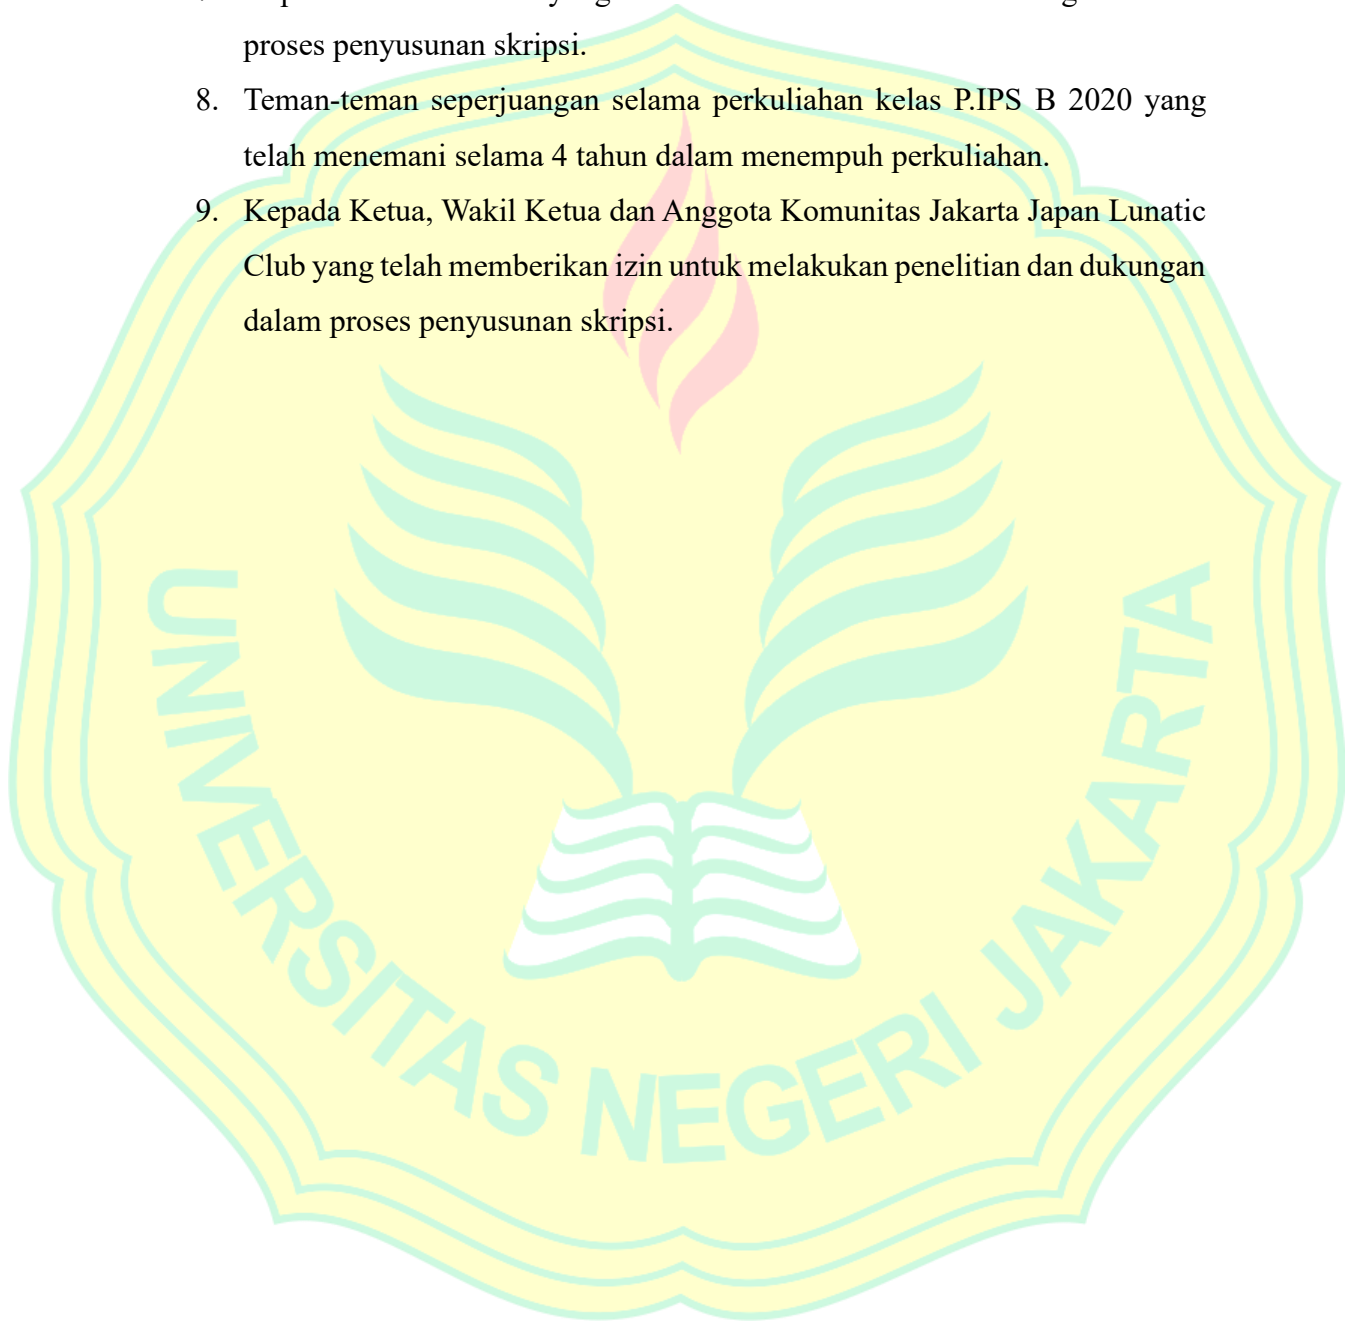 proses penyusunan skripsi.
8. Teman-teman seperjuangan selama perkuliahan kelas P.IPS B 2020 yang
telah menemani selama 4 tahun dalam menempuh perkuliahan.
9. Kepada Ketua, Wakil Ketua dan Anggota Komunitas Jakarta Japan Lunatic
Club yang telah memberikan izin untuk melakukan penelitian dan dukungan
dalam proses penyusunan skripsi.
UNIVERSITAS NEGERI JAKARTA